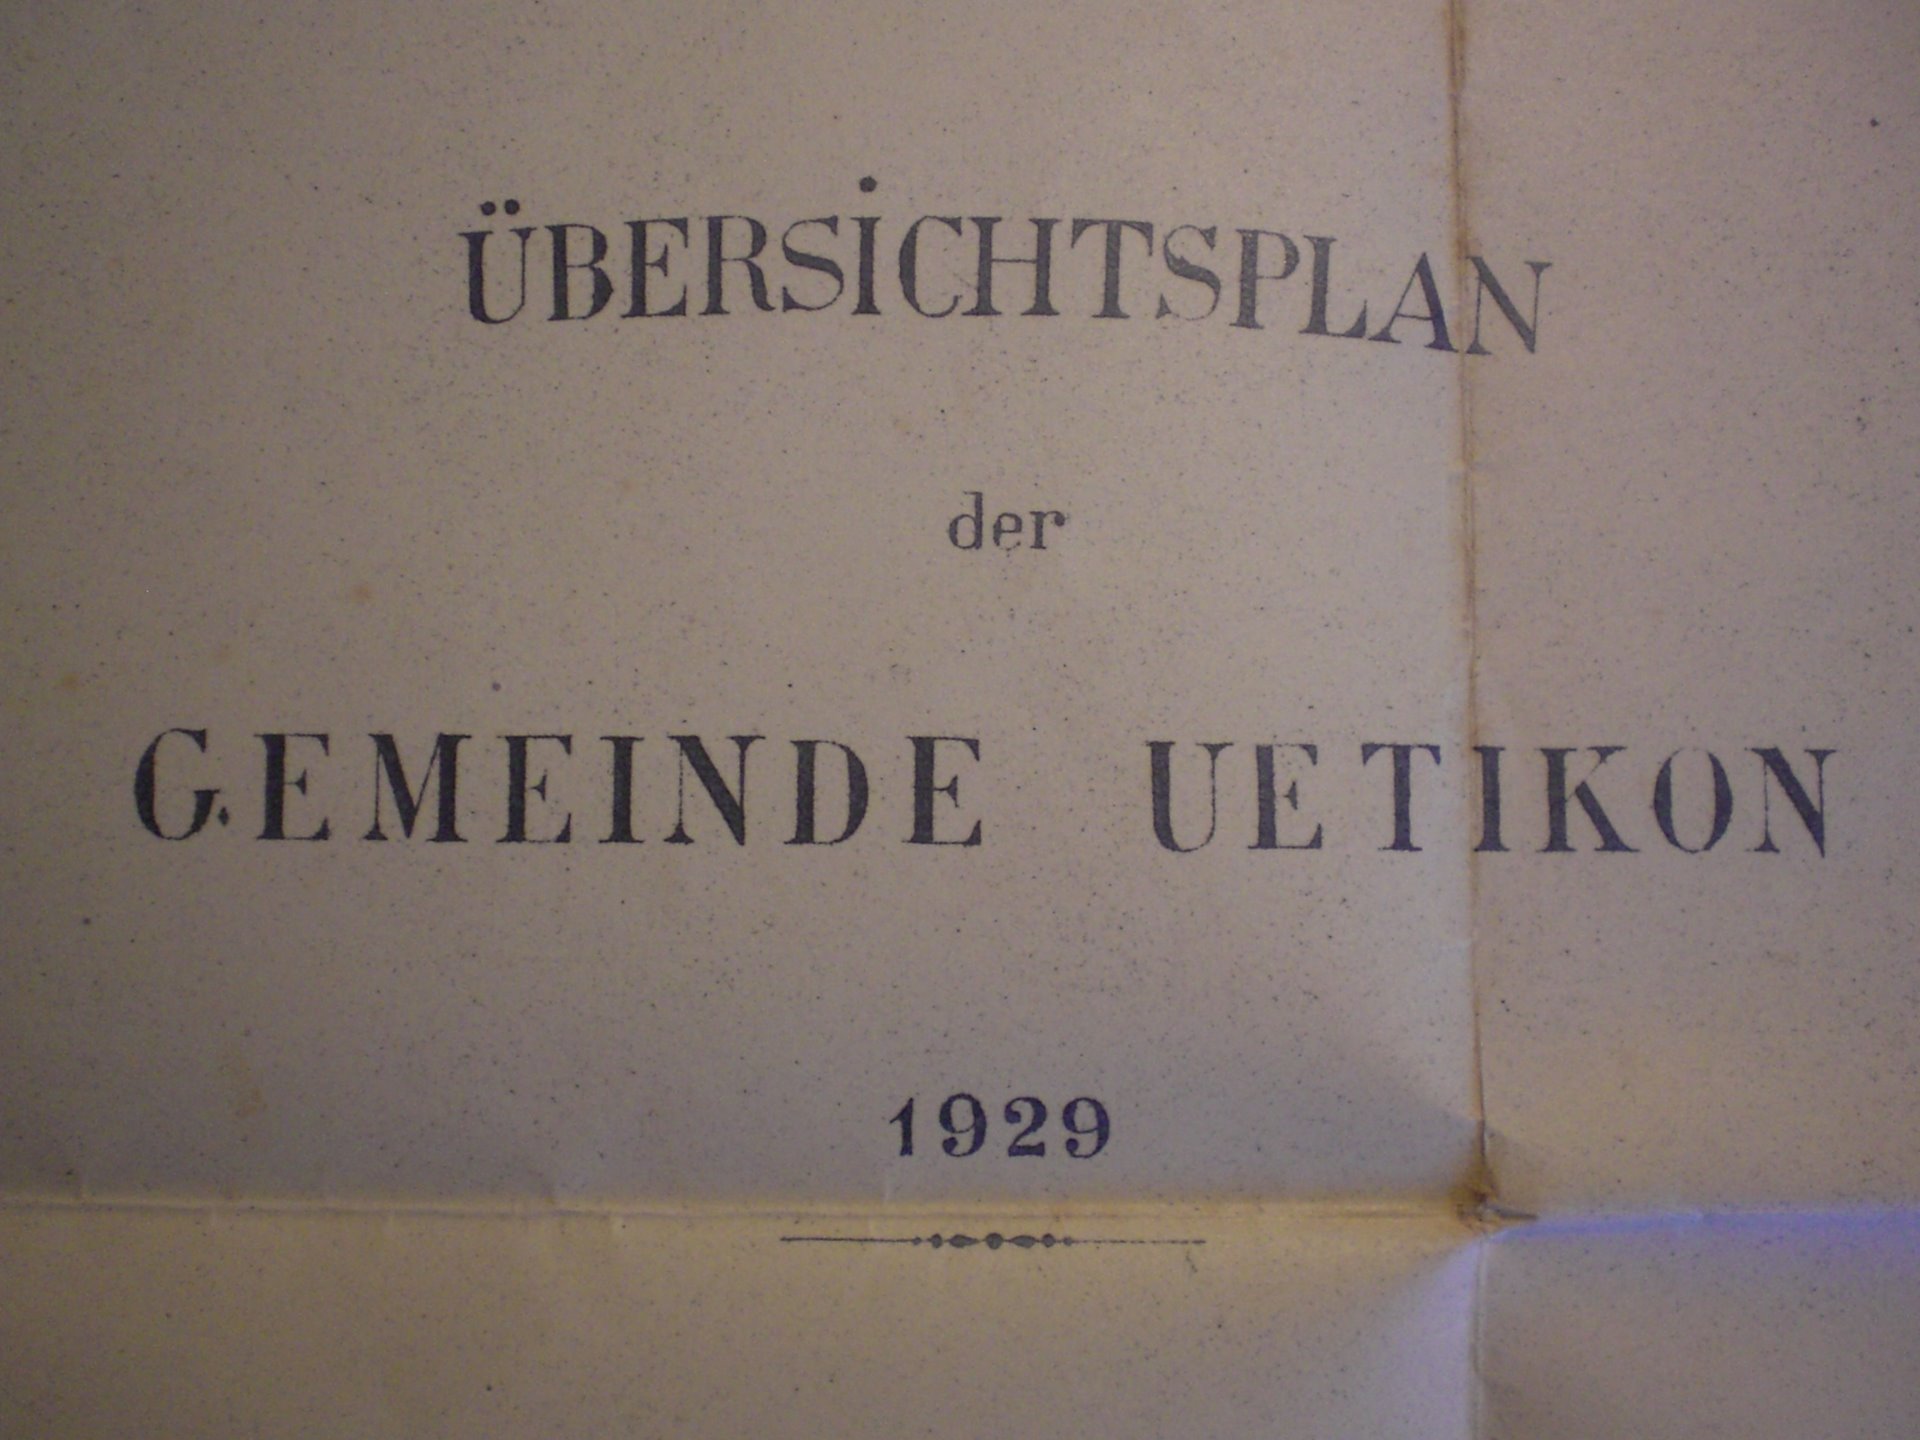 ÜBERSICHTSPLAN
der
GEMEINDE UETIKON
1929